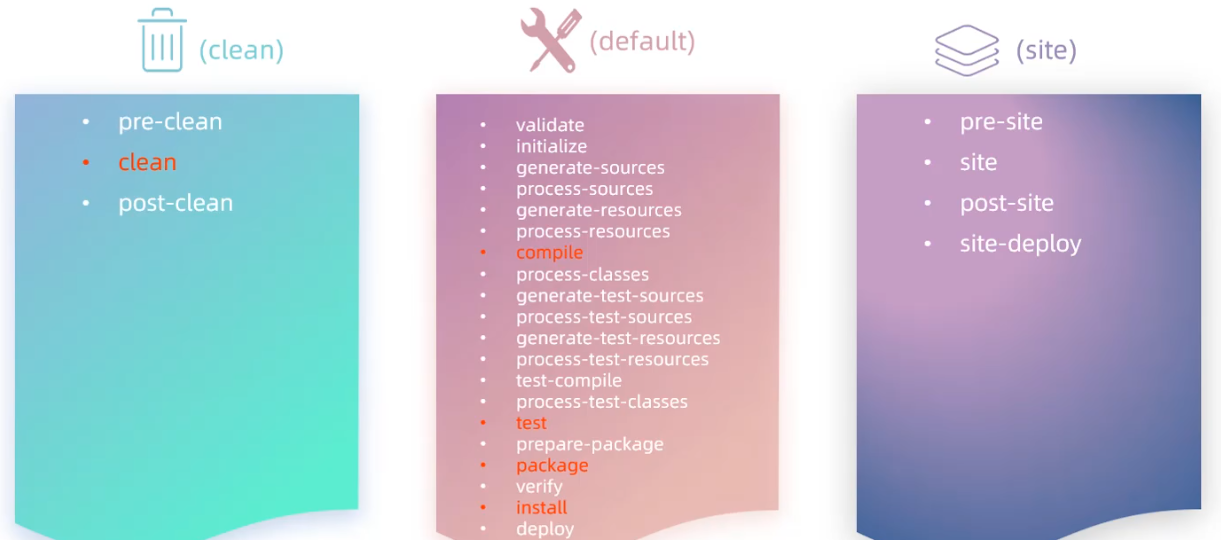 (clean)
• pre-clean
• clean
• post-clean
(default)
• validate
• initialize
• generate-sources
• process-sources
• generate-resources
• process-resources
• compile
• process-classes
• generate-test-sources
• process-test-sources
• generate-test-resources
• process-test-resources
• test-compile
• process-test-classes
• test
• prepare-package
• package
• verify
• install
• deploy
(site)
• pre-site
• site
• post-site
• site-deploy